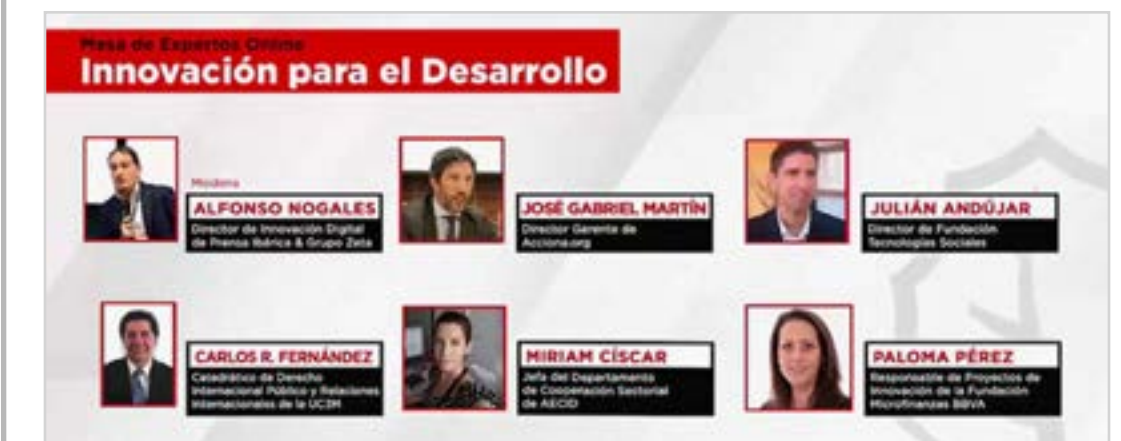 Mesa de Expertos Online
Innovación para el Desarrollo
Modera
ALFONSO NOGALES
Director de Innovación Digital
de Prensa Ibérica & Grupo Zeta
JOSÉ GABRIEL MARTÍN
Director Gerente de
Acciona.org
JULIÁN ANDÚJAR
Director de Fundación
Tecnologías Sociales
CARLOS R. FERNÁNDEZ
Catedrático de Derecho
Internacional Público y Relaciones
Internacionales de la UC3M
MIRIAM CÍSCAR
Jefa del Departamento
de Cooperación Sectorial
de AECID
PALOMA PÉREZ
Responsable de Proyectos de
Innovación de la Fundación
Microfinanzas BBVA